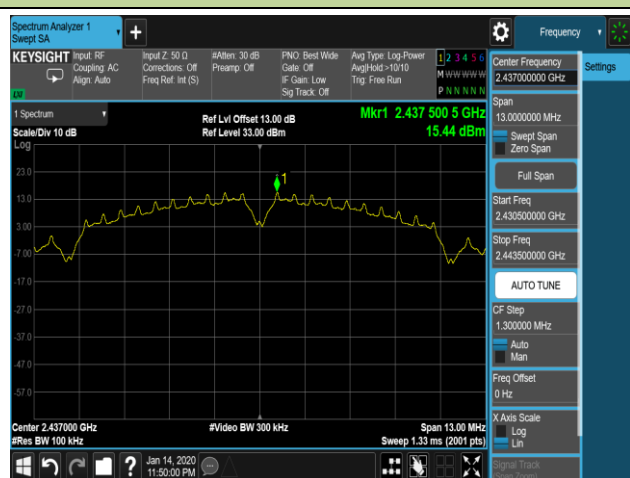 Spectrum Analyzer 1
Swept SA
+
Frequency
KEYSIGHT
Input: RF
Coupling: AC
Align: Auto
Input Z: 50 Ω
Corrections: Off
Freq Ref: Int (S)
#Atten: 30 dB
Preamp: Off
PNO: Best Wide
Gate: Off
IF Gain: Low
Sig Track: Off
Avg Type: Log-Power
Avg|Hold:>10/10
Trig: Free Run
1 2 3 4 5 6
M W W W W W
P N N N N N
LXI
1 Spectrum
Scale/Div 10 dB
Log
Ref Lvl Offset 13.00 dB
Ref Level 33.00 dBm
Mkr1 2.437 500 5 GHz
15.44 dBm
23.0
13.0
3.00
-7.00
-17.0
-27.0
-37.0
-47.0
-57.0
1
Center 2.437000 GHz
#Res BW 100 kHz
#Video BW 300 kHz
Span 13.00 MHz
Sweep 1.33 ms (2001 pts)
?
Jan 14, 2020
11:50:00 PM
Center Frequency
2.437000000 GHz
Span
13.0000000 MHz
Swept Span
Zero Span
Full Span
Start Freq
2.430500000 GHz
Stop Freq
2.443500000 GHz
AUTO TUNE
CF Step
1.300000 MHz
Auto
Man
Freq Offset
0 Hz
X Axis Scale
Log
Lin
Signal Track
(Span Zoom)
Settings